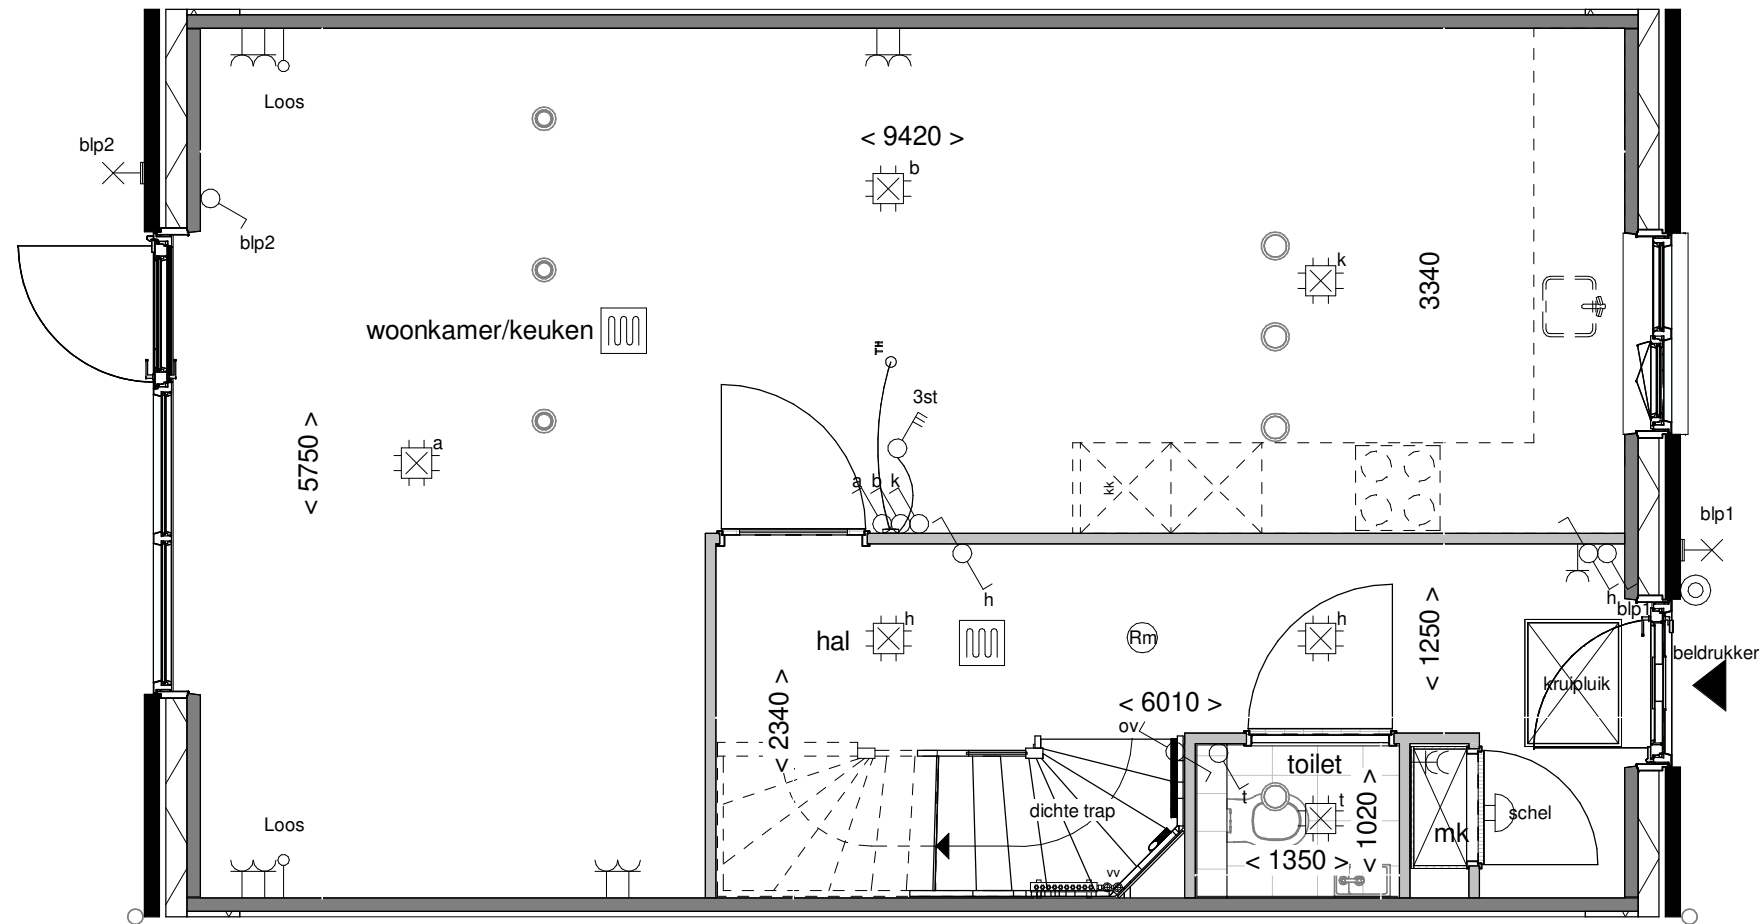 Loos
blp2
< 9420 >
b
blp2
k
3340
woonkamer/keuken
TH
3st
a
< 5750 >
a b k
kk
blp1
h
h
blp1
hal
h
Rm
h
< 1250 >
beldrukker
kruipluik
< 2340 >
< 6010 >
ov
toilet
t
t
dichte trap
< 1020 >
schel
mk
Loos
< 1350 >
vv